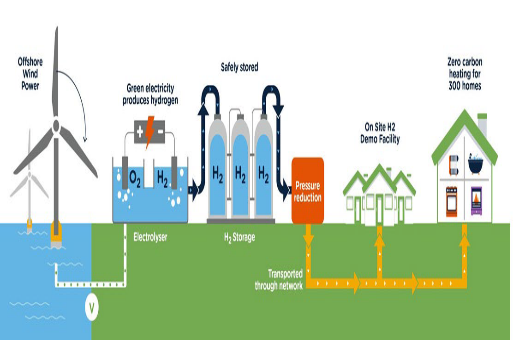 Offshore
Wind
Power
Green electricity
produces hydrogen
+ -
O2
H2
Electrolyser
Safely stored
H2
H2
H2
H2 Storage
Pressure
reduction
Transported
through network
On Site H2
Demo Facility
Zero carbon
heating for
300 homes
V